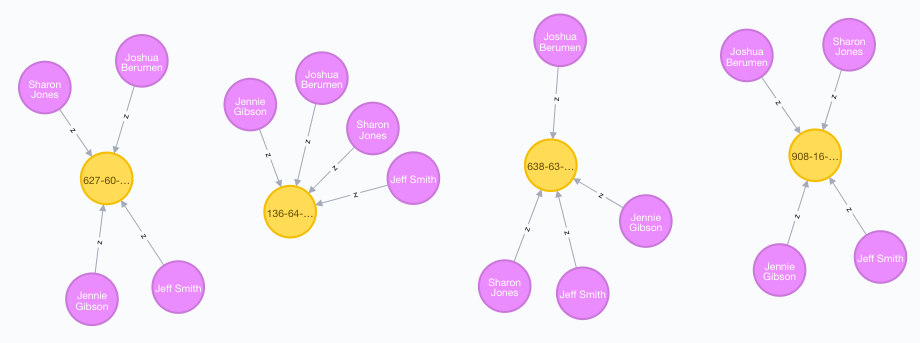 Sharon
Jones
Joshua
Berumen
z
z
627-60-...
z
z
Jennie
Gibson
Jeff Smith
Jennie
Gibson
Joshua
Berumen
Sharon
Jones
Jeff Smith
z
z
z
z
136-64-...
Joshua
Berumen
z
638-63-...
z
Jennie
Gibson
z
z
Sharon
Jones
Jeff Smith
Joshua
Berumen
Sharon
Jones
z
z
908-16-...
z
z
Jennie
Gibson
Jeff Smith